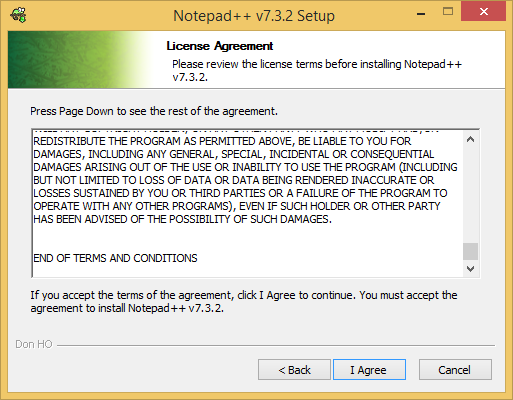 Notepad++ v7.3.2 Setup
License Agreement
Please review the license terms before installing Notepad++
v7.3.2.
Press Page Down to see the rest of the agreement.
REDISTRIBUTE THE PROGRAM AS PERMITTED ABOVE, BE LIABLE TO YOU FOR
DAMAGES, INCLUDING ANY GENERAL, SPECIAL, INCIDENTAL OR CONSEQUENTIAL
DAMAGES ARISING OUT OF THE USE OR INABILITY TO USE THE PROGRAM (INCLUDING
BUT NOT LIMITED TO LOSS OF DATA OR DATA BEING RENDERED INACCURATE OR
LOSSES SUSTAINED BY YOU OR THIRD PARTIES OR A FAILURE OF THE PROGRAM TO
OPERATE WITH ANY OTHER PROGRAMS), EVEN IF SUCH HOLDER OR OTHER PARTY
HAS BEEN ADVISED OF THE POSSIBILITY OF SUCH DAMAGES.
END OF TERMS AND CONDITIONS
If you accept the terms of the agreement, click I Agree to continue. You must accept the
agreement to install Notepad++ v7.3.2.
Don HO
< Back
I Agree
Cancel